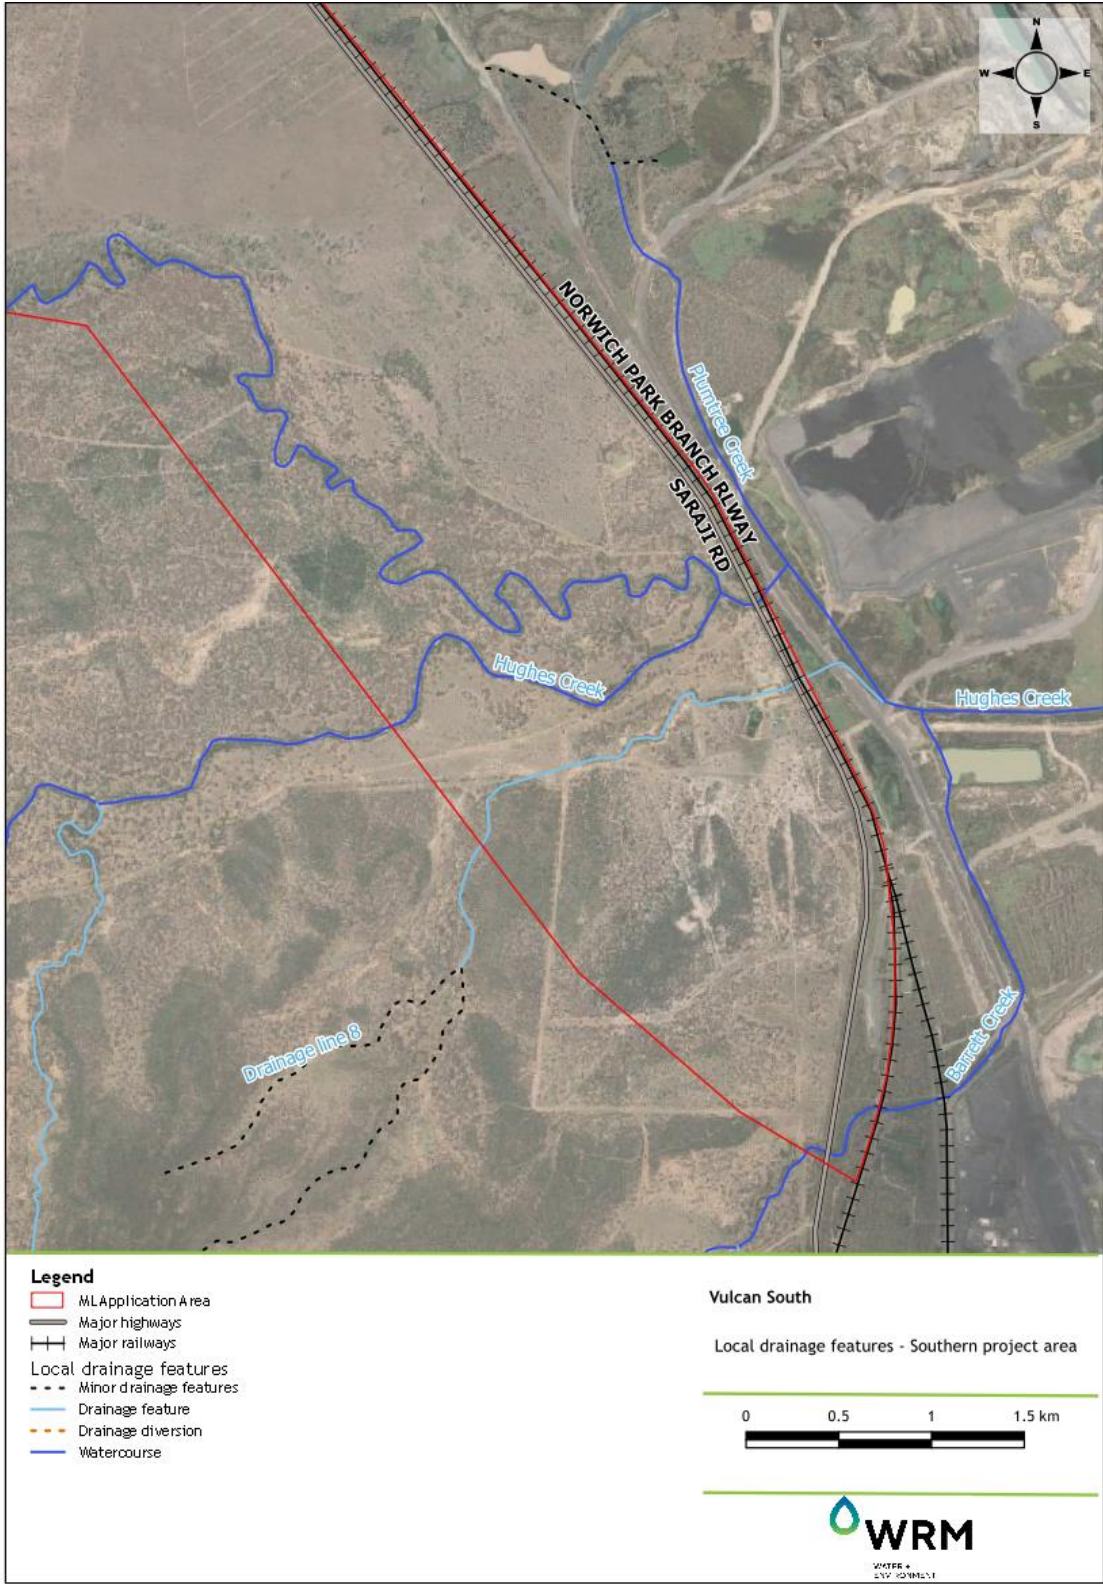 N
W E
S
NORWICH PARK BRANCH RLWAY
SARAJI RD
Plumtree Creek
Hughes Creek
Hughes Creek
Barrett Creek
Drainage line 8
Legend
ML Application Area
Major highways
Major railways
Local drainage features
Minor drainage features
Drainage feature
Drainage diversion
Watercourse
Vulcan South
Local drainage features - Southern project area
0 0.5 1 1.5 km
WRM
WATER +
ENVIRONMENT